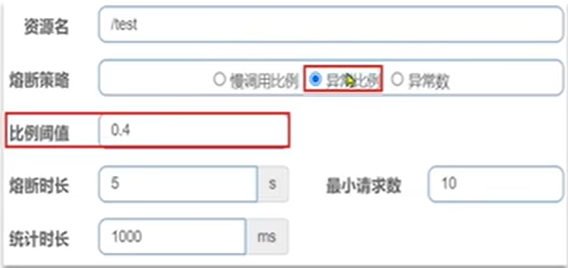 资源名 /test
熔断策略 慢调用比例 异常比例 异常数
比例阈值 0.4
熔断时长 5 s 最小请求数 10
统计时长 1000 ms